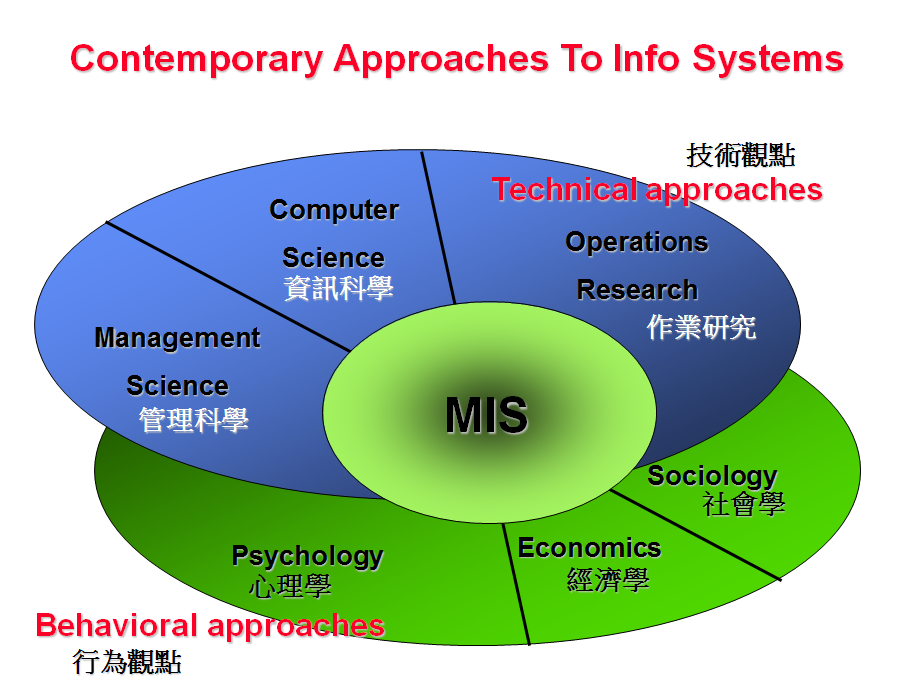 Contemporary Approaches To Info Systems
技術觀點
Technical approaches
Computer
Science
資訊科學
Operations
Research
作業研究
Management
Science
管理科學
MIS
Sociology
社會學
Psychology
心理學
Economics
經濟學
Behavioral approaches
行為觀點